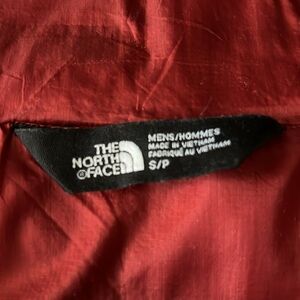 THE
NORTH
FACE
MENS/HOMMES
MADE IN VIETNAM
FABRIQUÉ AU VIETNAM
S/P